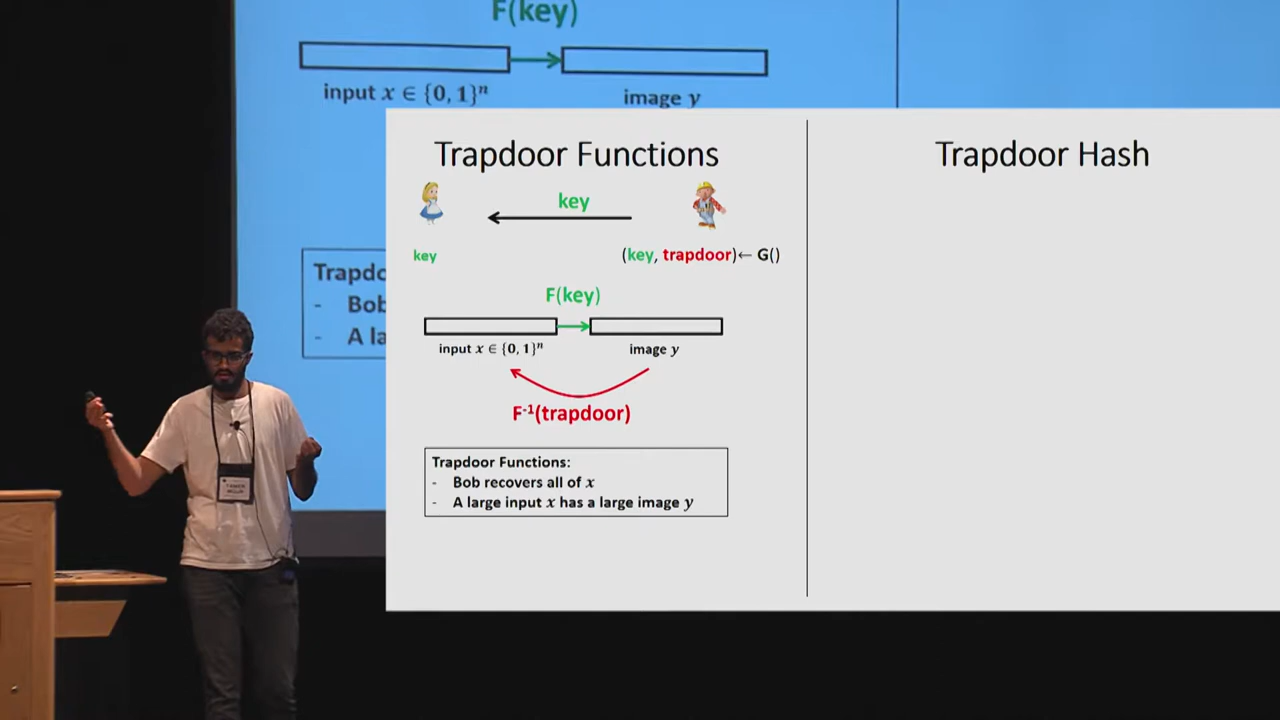 F(key)
input x ∈ {0, 1}ⁿ
image y
Trapdo
- Bob
- A la
Trapdoor Functions
Trapdoor Hash
key
key
(key, trapdoor)← G()
F(key)
input x ∈ {0, 1}ⁿ
image y
F⁻¹(trapdoor)
Trapdoor Functions:
- Bob recovers all of x
- A large input x has a large image y